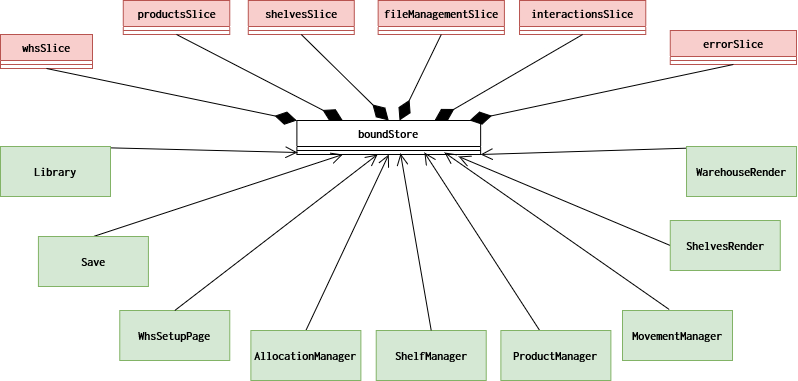 productsSlice
shelvesSlice
fileManagementSlice
interactionsSlice
whsSlice
errorSlice
boundStore
Library
WarehouseRender
Save
ShelvesRender
WhsSetupPage
MovementManager
AllocationManager
ShelfManager
ProductManager